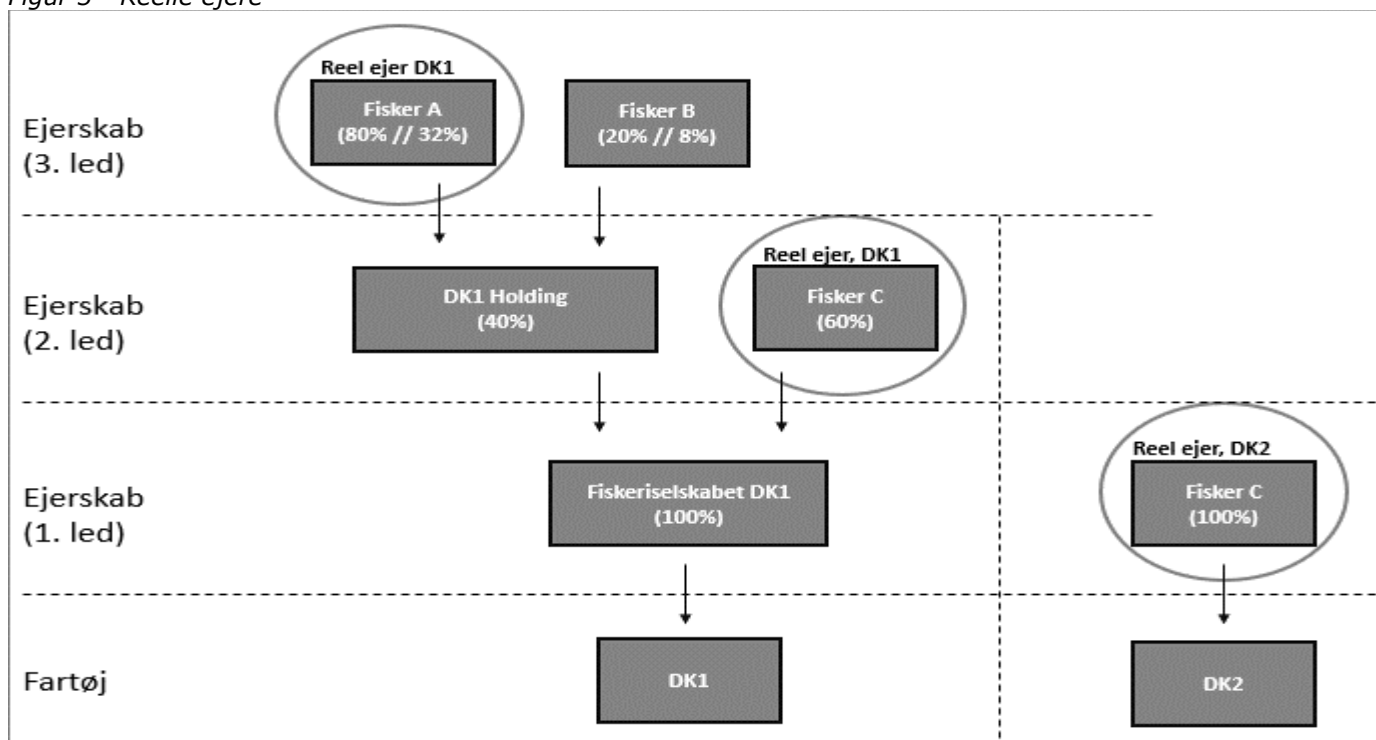 Figur 3 – Reelle ejere
Reel ejer DK1
Fisker A
(80% // 32%)
Fisker B
(20% // 8%)
Ejerskab
(3. led)
Reel ejer, DK1
DK1 Holding
(40%)
Fisker C
(60%)
Ejerskab
(2. led)
Reel ejer, DK2
Fiskeriselskabet DK1
(100%)
Fisker C
(100%)
Ejerskab
(1. led)
Fartøj
DK1
DK2